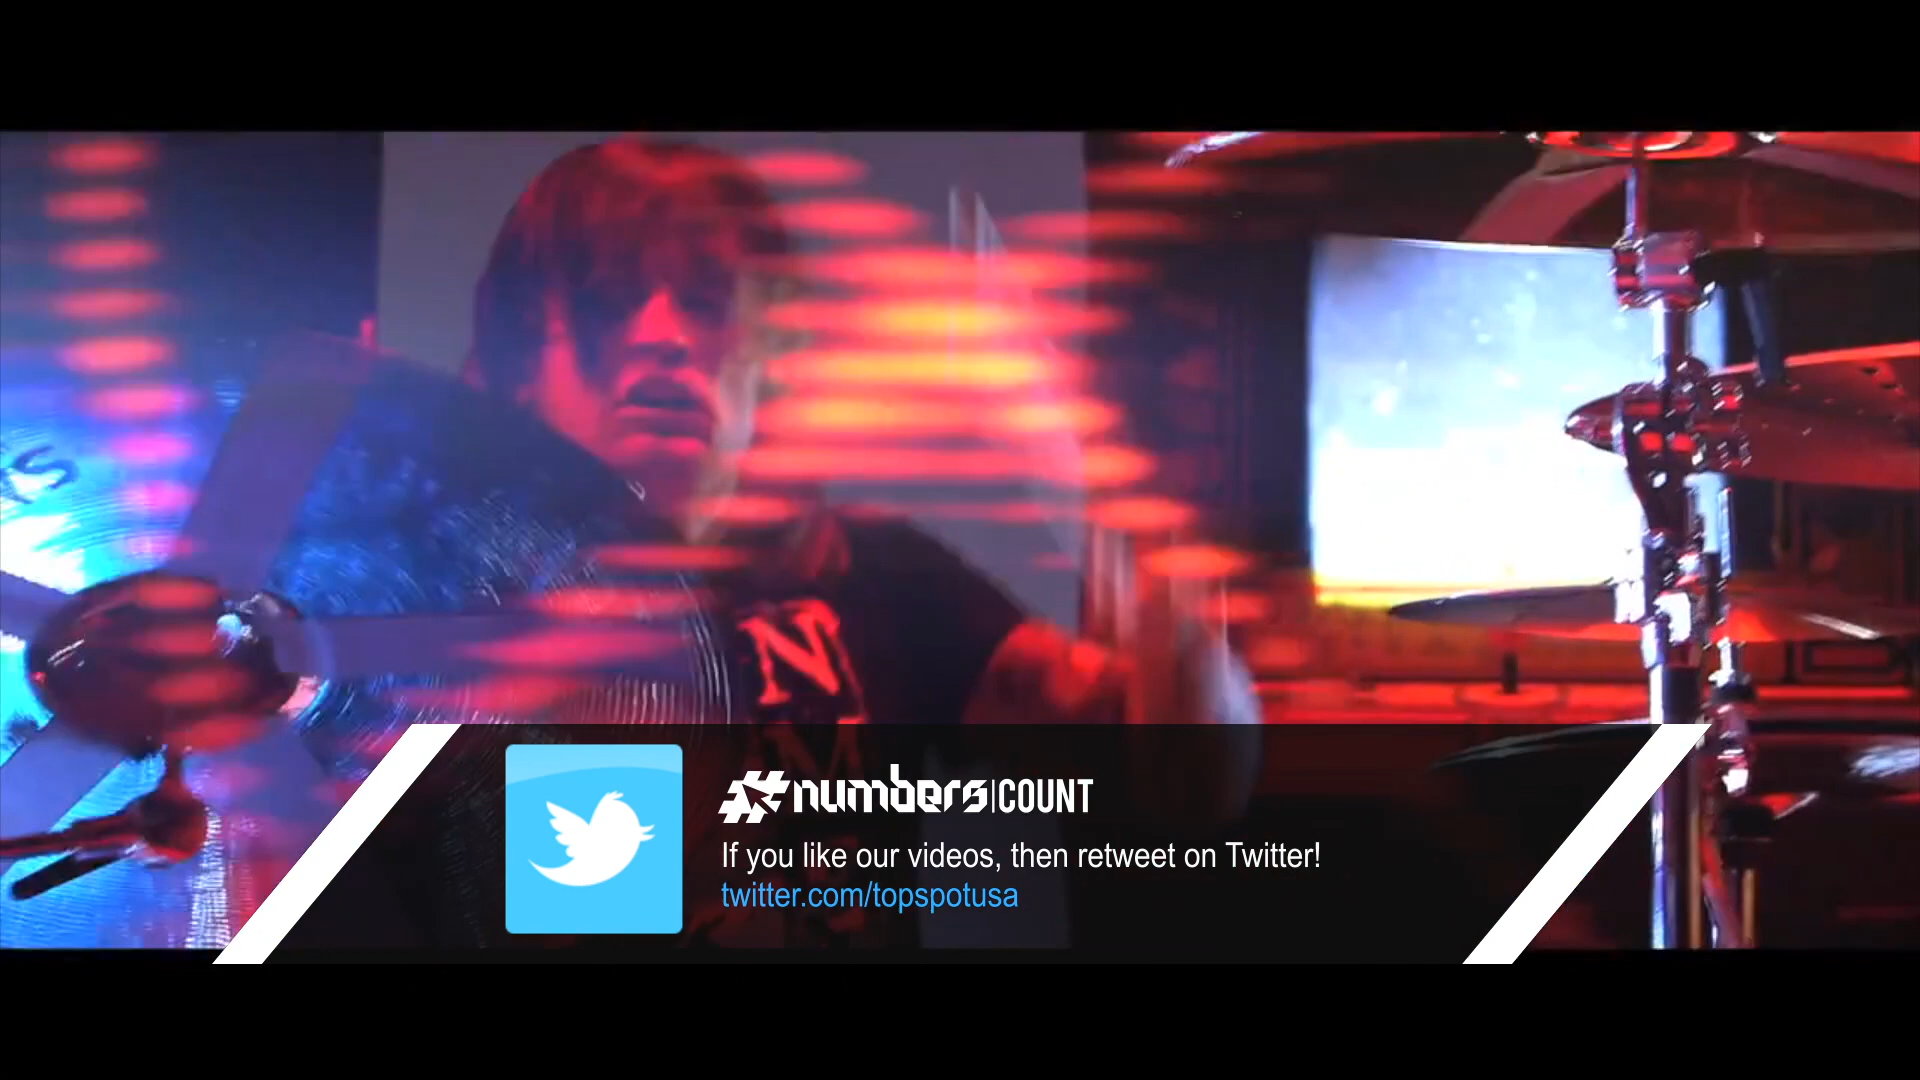 N
M
#numbers|COUNT
If you like our videos, then retweet on Twitter!
twitter.com/topspotusa